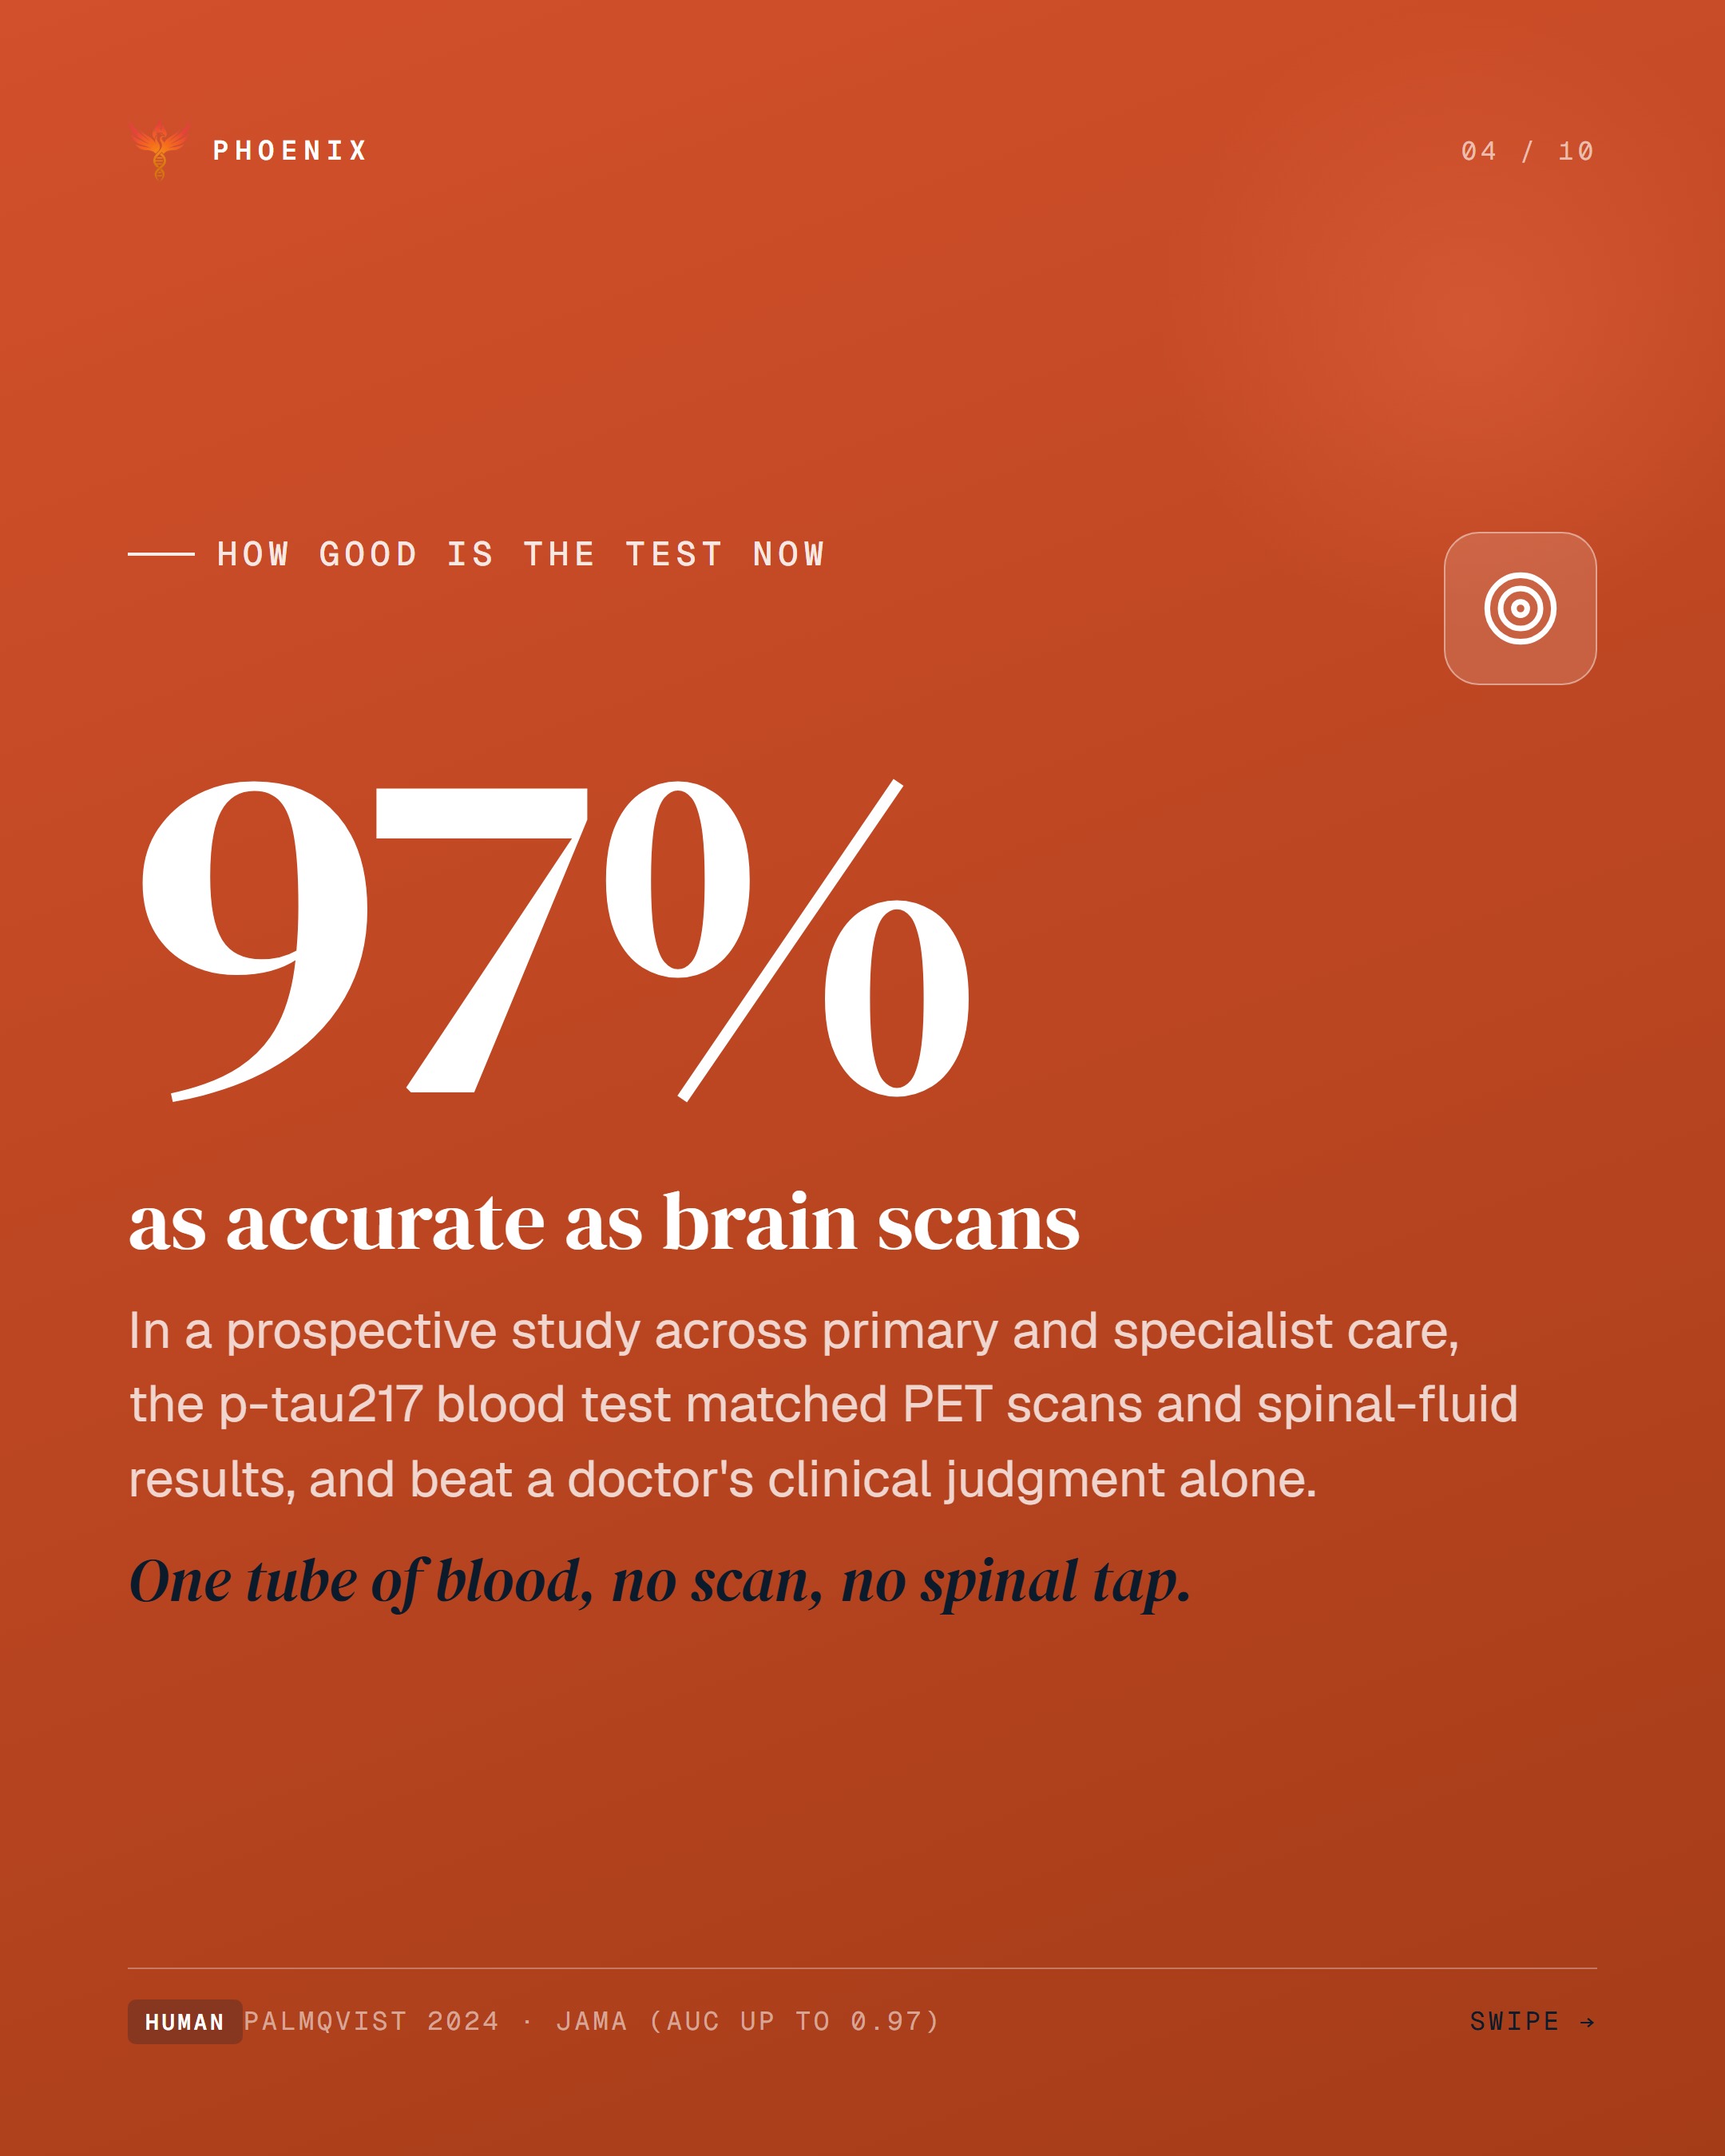 PHOENIX
04 / 10
HOW GOOD IS THE TEST NOW
97%
as accurate as brain scans
In a prospective study across primary and specialist care,
the p-tau217 blood test matched PET scans and spinal-fluid
results, and beat a doctor's clinical judgment alone.
One tube of blood, no scan, no spinal tap.
HUMAN PALMQVIST 2024 · JAMA (AUC UP TO 0.97)
SWIPE →